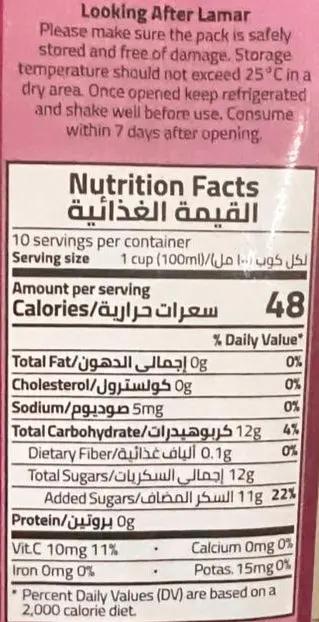 Looking After Lamar
Please make sure the pack is safely
stored and free of damage. Storage
temperature should not exceed 25°C in a
dry area. Once opened keep refrigerated
and shake well before use. Consume
within 7 days after opening.
Nutrition Facts
القيمة الغذائية
10 servings per container
Serving size 1 cup (100ml)/لكل كوب (١٠٠ مل)
Amount per serving
Calories/سعرات حرارية 48
% Daily Value*
Total Fat/إجمالي الدهون 0g 0%
Cholesterol/كولسترول 0g 0%
Sodium/صوديوم 5mg 0%
Total Carbohydrate/كربوهيدرات 12g 4%
Dietary Fiber/ألياف غذائية 0.1g 0%
Total Sugars/إجمالي السكريات 12g
Added Sugars/السكر المضاف 11g 22%
Protein/بروتين 0g
Vit.C 10mg 11% • Calcium 0mg 0%
Iron 0mg 0% • Potas. 15mg 0%
* Percent Daily Values (DV) are based on a
2,000 calorie diet.